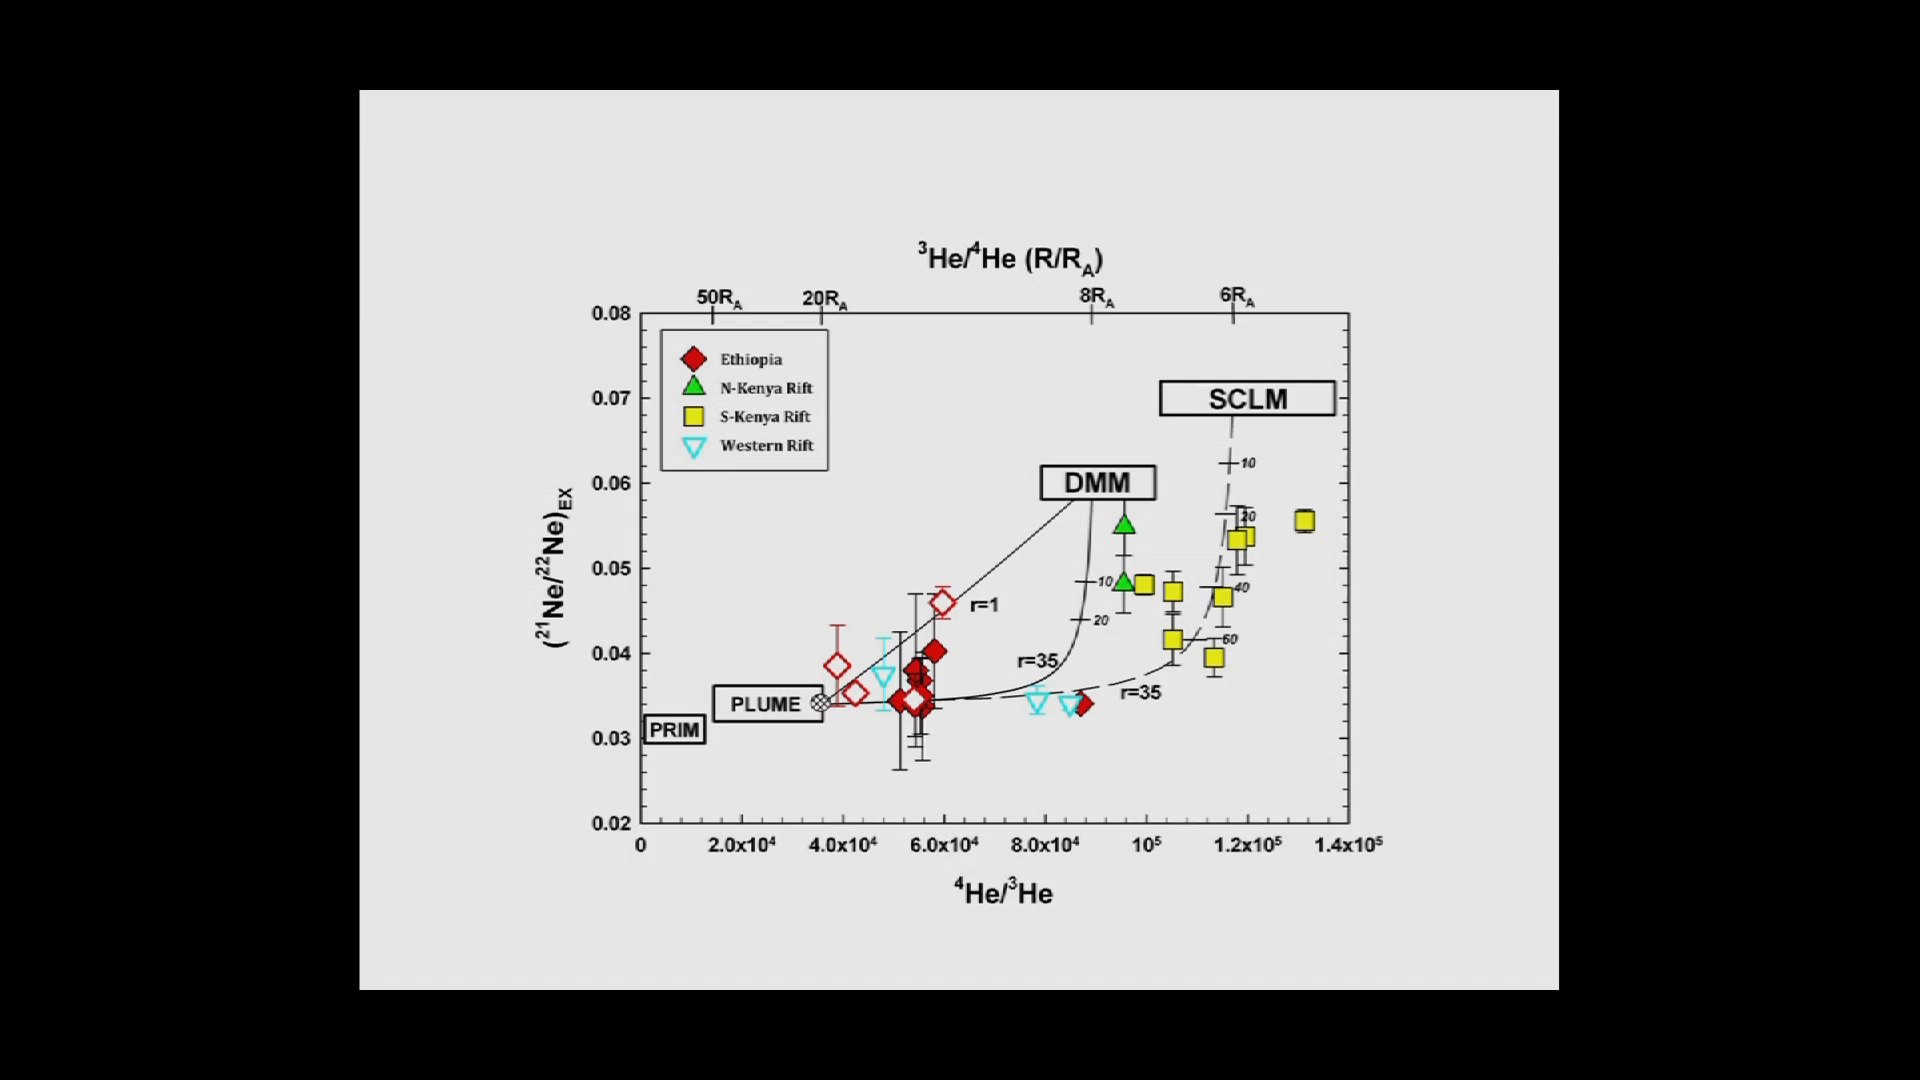 ³He/⁴He (R/R_A)
50R_A 20R_A 8R_A 6R_A
0.08
Ethiopia
N-Kenya Rift
S-Kenya Rift
Western Rift
0.07
SCLM
10
0.06
DMM
20
(²¹Ne/²²Ne)_EX
0.05
10
40
r=1
20
60
0.04
r=35
r=35
PLUME
PRIM
0.03
0.02
0 2.0x10⁴ 4.0x10⁴ 6.0x10⁴ 8.0x10⁴ 10⁵ 1.2x10⁵ 1.4x10⁵
⁴He/³He